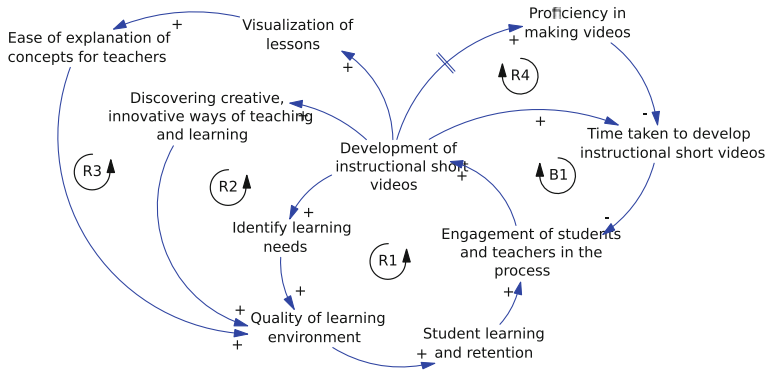 Proficiency in
making videos
Visualization of
lessons
Ease of explanation of
concepts for teachers
+
+
+
R4
Discovering creative,
innovative ways of teaching
and learning
+
+
-
Time taken to develop
instructional short videos
Development of
instructional short
videos
+
R3
R2
B1
+
-
Identify learning
needs
Engagement of students
and teachers in the
process
R1
+
+
+
+
Quality of learning
environment
+
Student learning
and retention